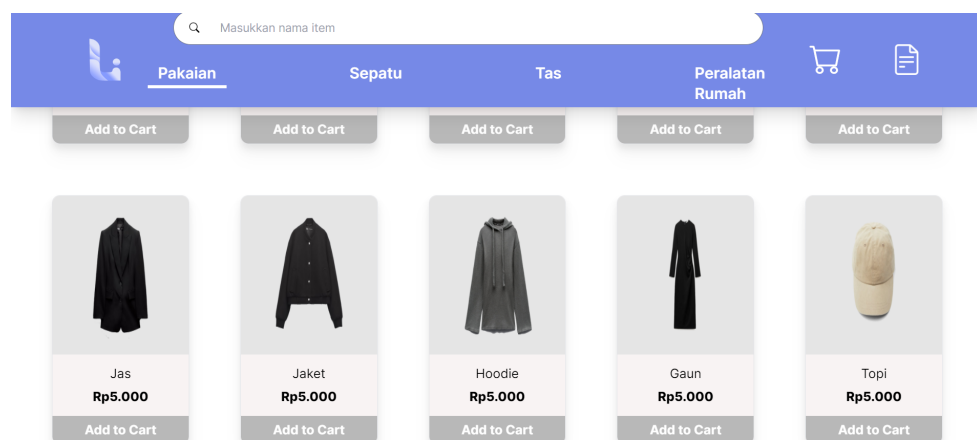 Masukkan nama item
Pakaian
Sepatu
Tas
Peralatan
Rumah
Add to Cart
Add to Cart
Add to Cart
Add to Cart
Add to Cart
Jas
Rp5.000
Add to Cart
Jaket
Rp5.000
Add to Cart
Hoodie
Rp5.000
Add to Cart
Gaun
Rp5.000
Add to Cart
Topi
Rp5.000
Add to Cart